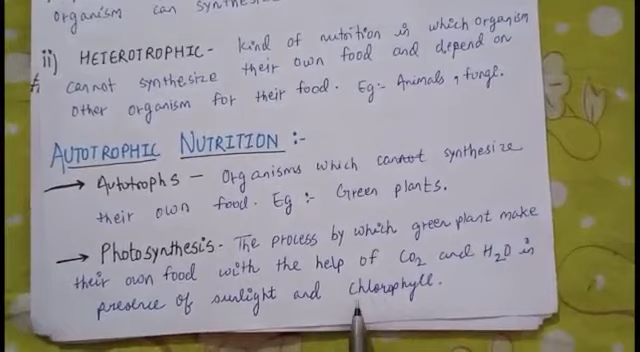 organism can synthesi
ii) HETEROTROPHIC - kind of nutrition in which organism
cannot synthesize their own food and depend on
other organism for their food. Eg:- Animals, fungi.
AUTOTROPHIC NUTRITION :-
→ Autotrophs - Organisms which cannot synthesize
their own food. Eg :- Green plants.
→ Photosynthesis - The process by which green plant make
their own food with the help of CO2 and H2O in
presence of sunlight and chlorophyll.